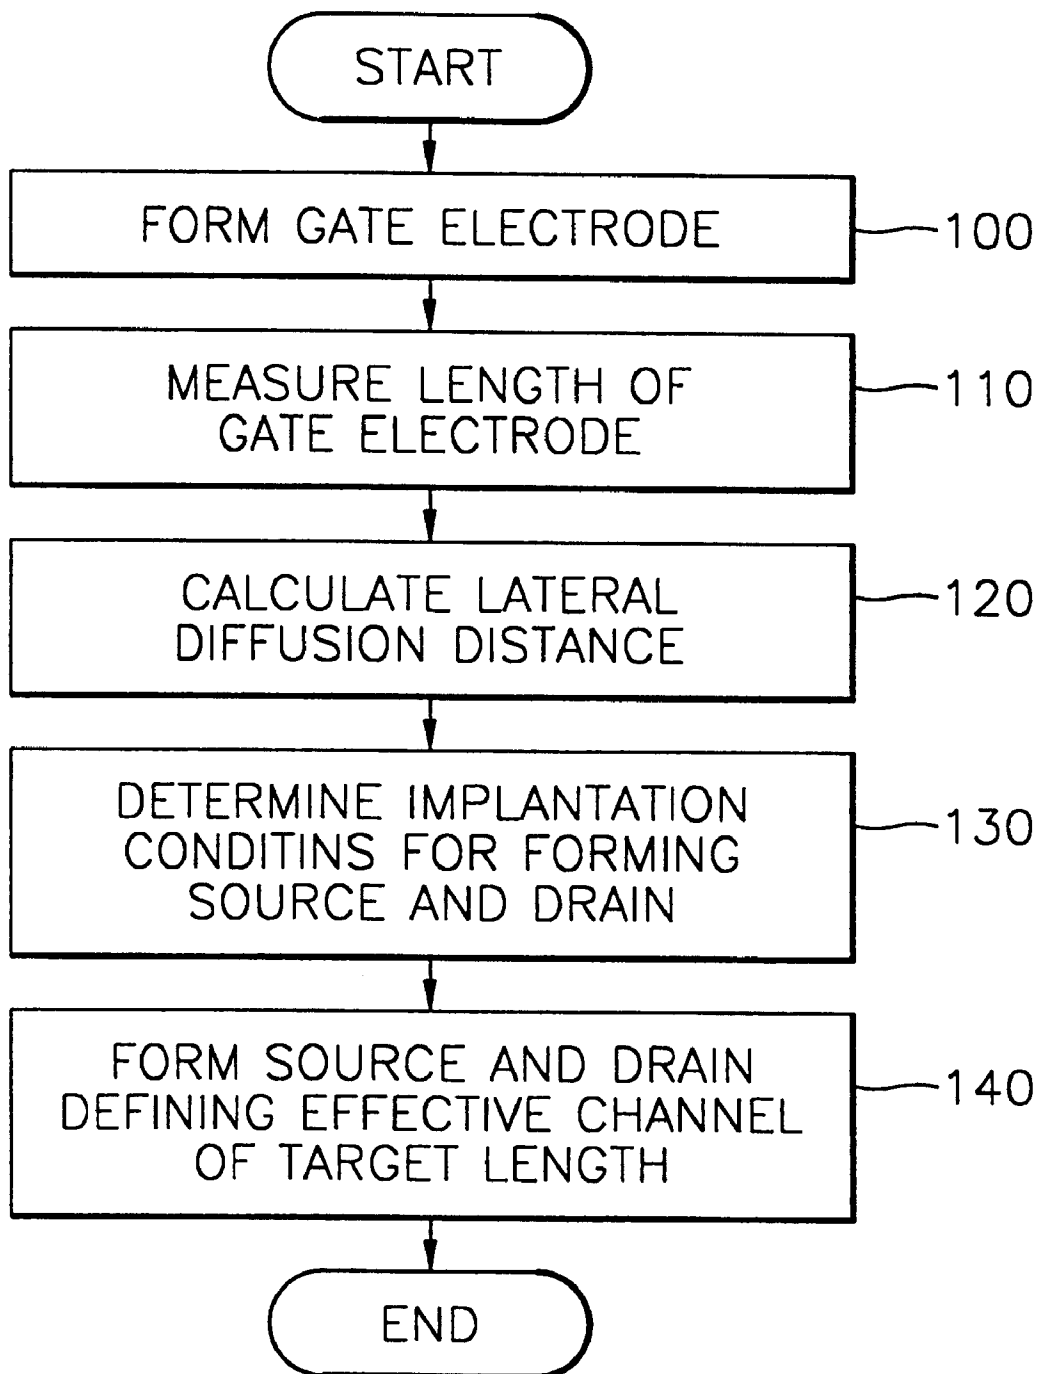 START
FORM GATE ELECTRODE
100
MEASURE LENGTH OF
GATE ELECTRODE
110
CALCULATE LATERAL
DIFFUSION DISTANCE
120
DETERMINE IMPLANTATION
CONDITINS FOR FORMING
SOURCE AND DRAIN
130
FORM SOURCE AND DRAIN
DEFINING EFFECTIVE CHANNEL
OF TARGET LENGTH
140
END